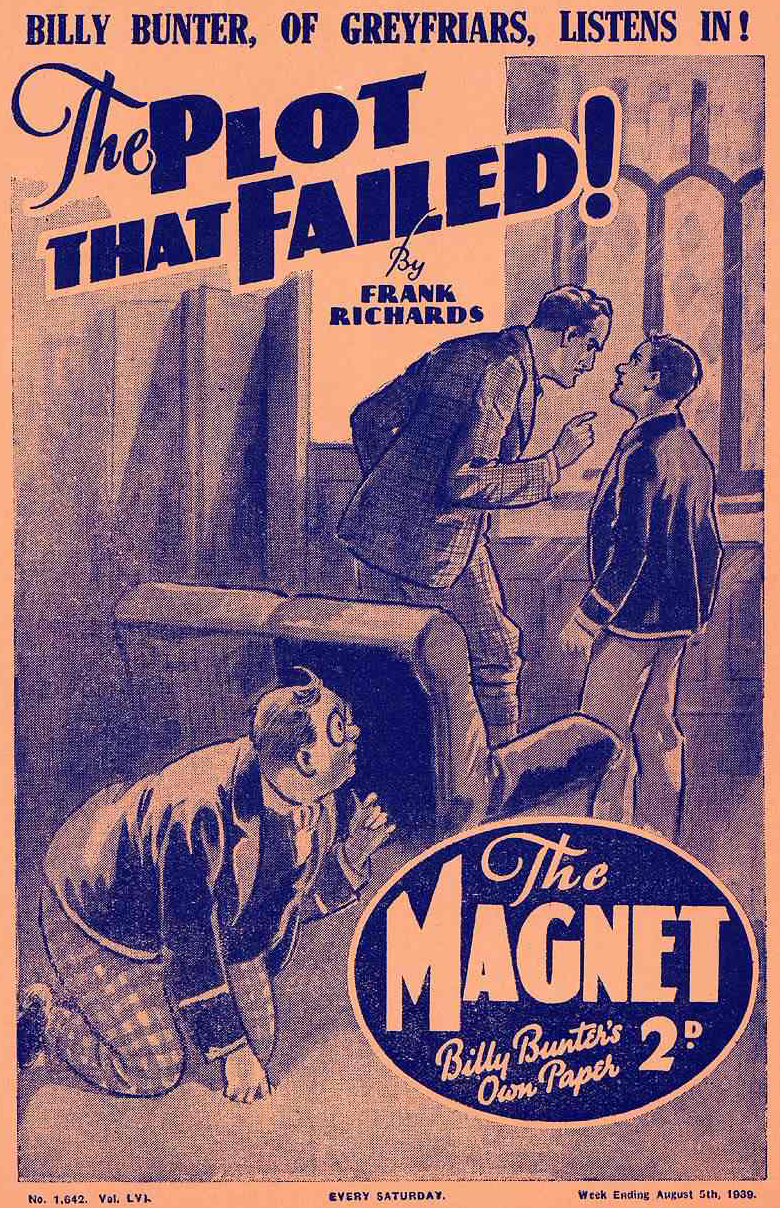 BILLY BUNTER, OF GREYFRIARS, LISTENS IN!
The PLOT
THAT FAILED!
By
FRANK
RICHARDS
The
MAGNET
Billy Bunter's
Own Paper
2D.
No. 1,642. Vol. LVI.
EVERY SATURDAY.
Week Ending August 5th, 1939.